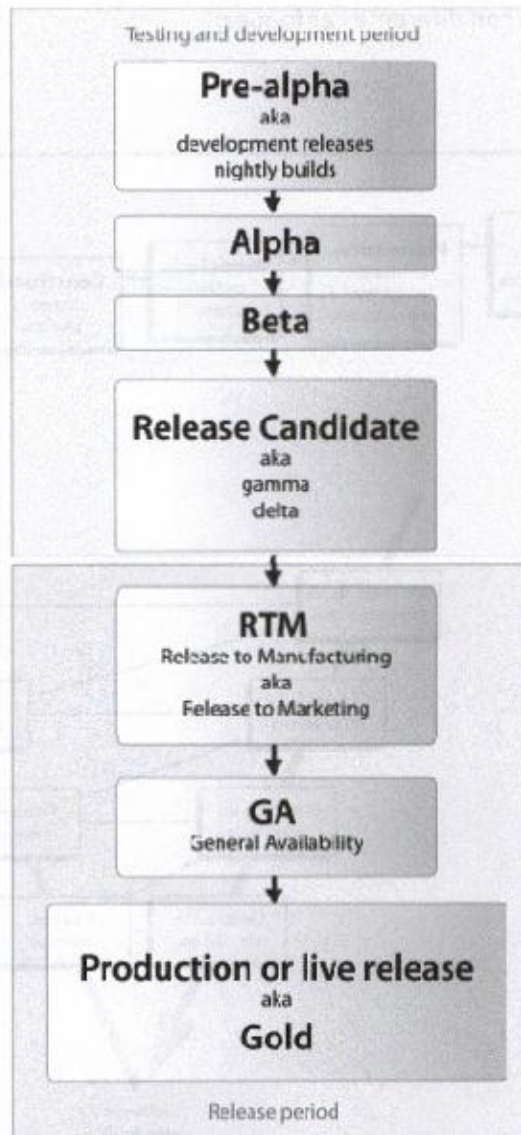 Testing and development period
Pre-alpha
aka
development releases
nightly builds
Alpha
Beta
Release Candidate
aka
gamma
delta
RTM
Release to Manufacturing
aka
Felease to Marketing
GA
General Availability
Production or live release
aka
Gold
Release period